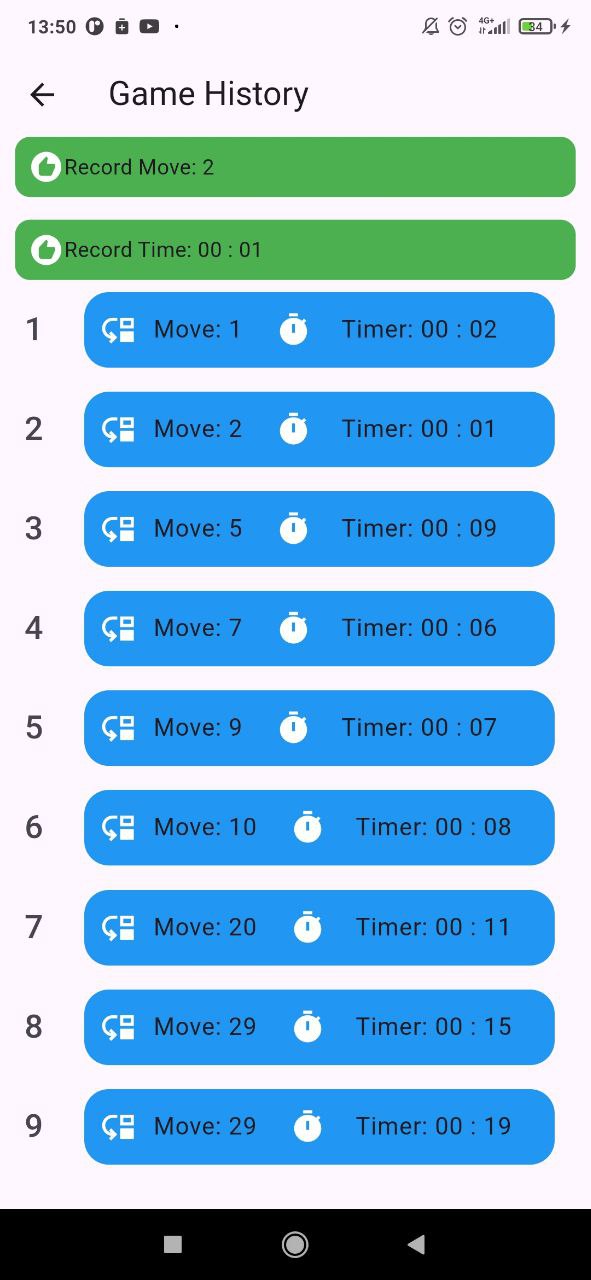 13:50
4G+
34
Game History
Record Move: 2
Record Time: 00 : 01
1 Move: 1 Timer: 00 : 02
2 Move: 2 Timer: 00 : 01
3 Move: 5 Timer: 00 : 09
4 Move: 7 Timer: 00 : 06
5 Move: 9 Timer: 00 : 07
6 Move: 10 Timer: 00 : 08
7 Move: 20 Timer: 00 : 11
8 Move: 29 Timer: 00 : 15
9 Move: 29 Timer: 00 : 19